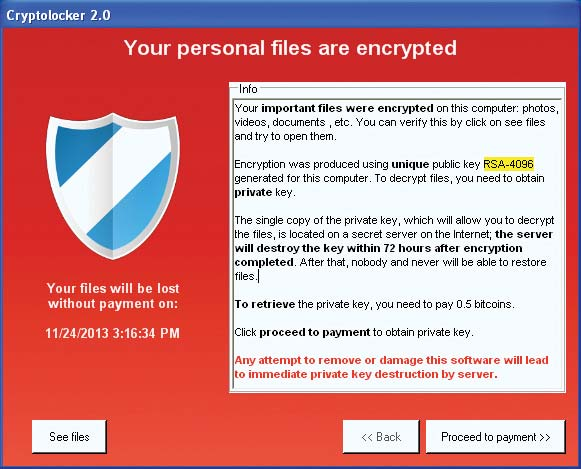 Cryptolocker 2.0
Your personal files are encrypted
Info
Your important files were encrypted on this computer: photos,
videos, documents , etc. You can verify this by click on see files
and try to open them.
Encryption was produced using unique public key RSA-4096
generated for this computer. To decrypt files, you need to obtain
private key.
The single copy of the private key, which will allow you to decrypt
the files, is located on a secret server on the Internet; the server
will destroy the key within 72 hours after encryption
completed. After that, nobody and never will be able to restore
files.
To retrieve the private key, you need to pay 0.5 bitcoins.
Click proceed to payment to obtain private key.
Any attempt to remove or damage this software will lead
to immediate private key destruction by server.
Your files will be lost
without payment on:
11/24/2013 3:16:34 PM
See files
<< Back
Proceed to payment >>